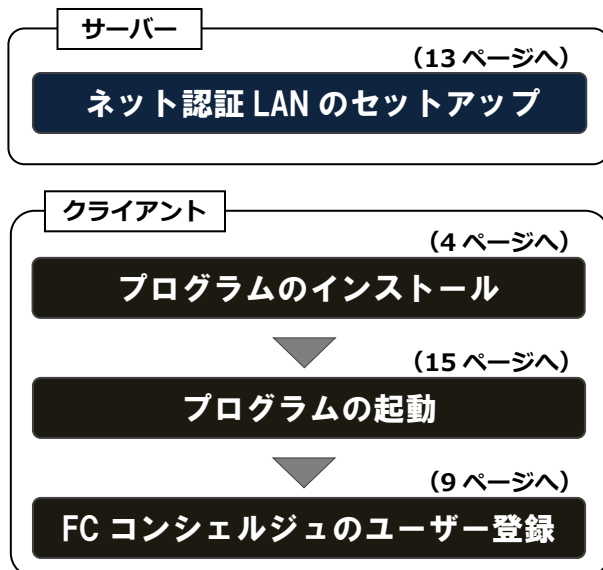 サーバー
（13 ページへ）
ネット認証 LAN のセットアップ
クライアント
（4 ページへ）
プログラムのインストール
（15 ページへ）
プログラムの起動
（9 ページへ）
FC コンシェルジュのユーザー登録